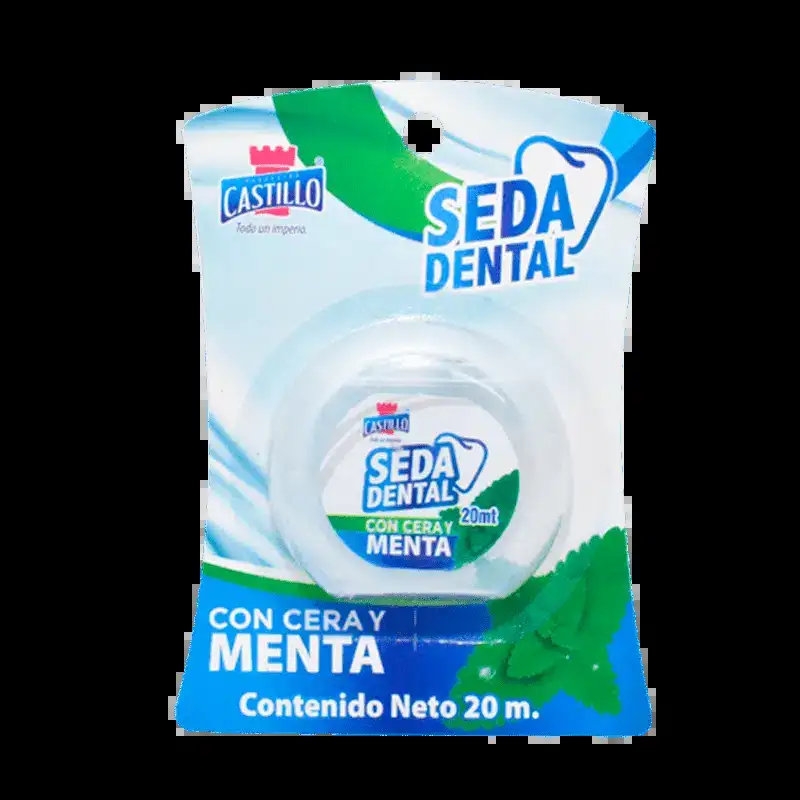 CASTILLO
Todo un imperio.
SEDA
DENTAL
CASTILLO
SEDA
DENTAL
20mt
CON CERA Y
MENTA
CON CERA Y
MENTA
Contenido Neto 20 m.